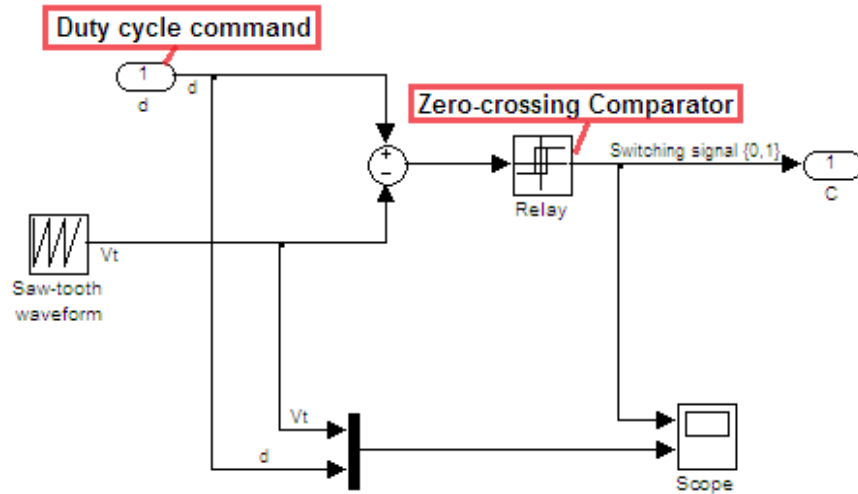 Duty cycle command
1
d
d
Zero-crossing Comparator
+
−
Switching signal {0,1}
1
C
Relay
Vt
Saw-tooth
waveform
Vt
d
Scope